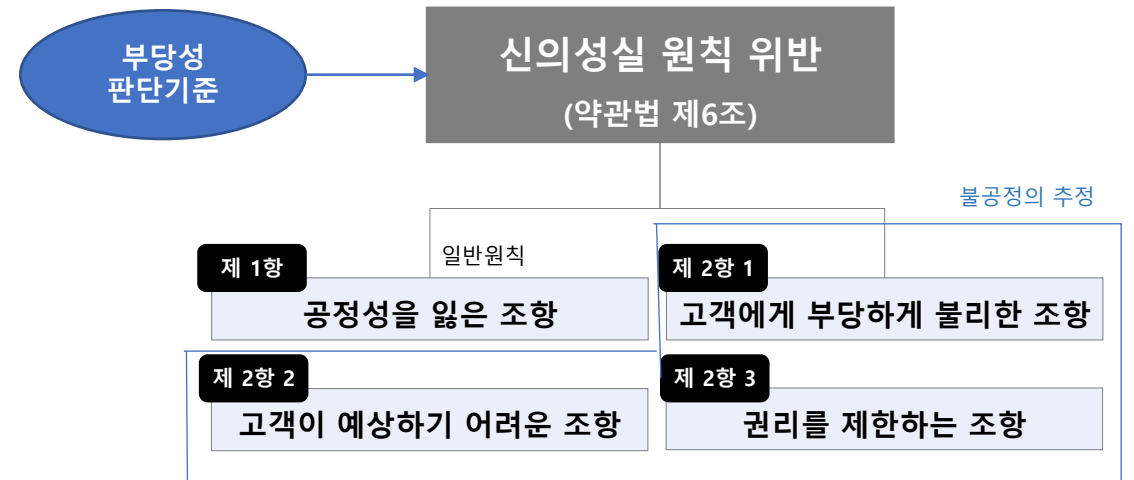 부당성
판단기준
신의성실 원칙 위반
(약관법 제6조)
불공정의 추정
일반원칙
제 1항
공정성을 잃은 조항
제 2항 1
고객에게 부당하게 불리한 조항
제 2항 2
고객이 예상하기 어려운 조항
제 2항 3
권리를 제한하는 조항